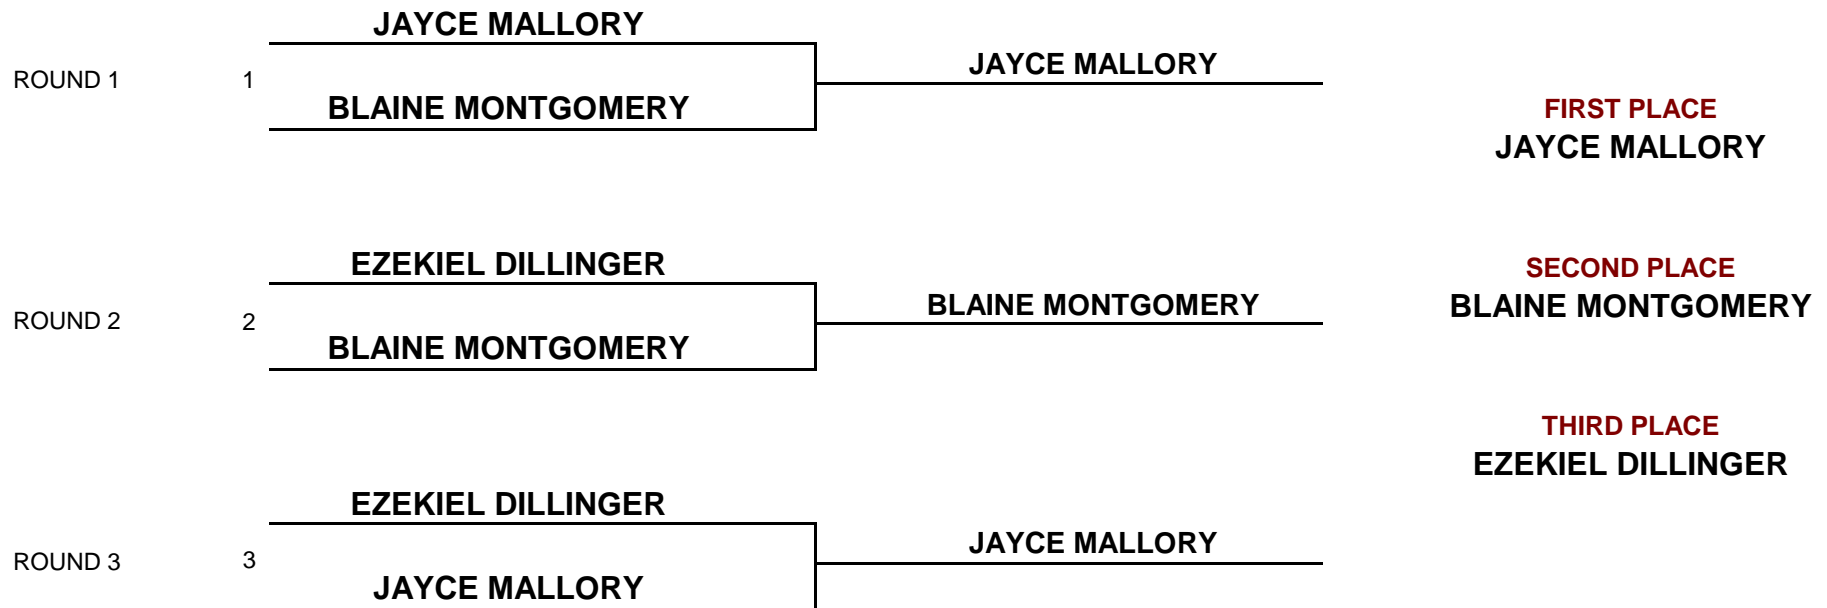 JAYCE MALLORY
ROUND 1 1 JAYCE MALLORY
BLAINE MONTGOMERY
FIRST PLACE
JAYCE MALLORY
EZEKIEL DILLINGER
SECOND PLACE
ROUND 2 2 BLAINE MONTGOMERY
BLAINE MONTGOMERY
BLAINE MONTGOMERY
THIRD PLACE
EZEKIEL DILLINGER
EZEKIEL DILLINGER
ROUND 3 3 JAYCE MALLORY
JAYCE MALLORY